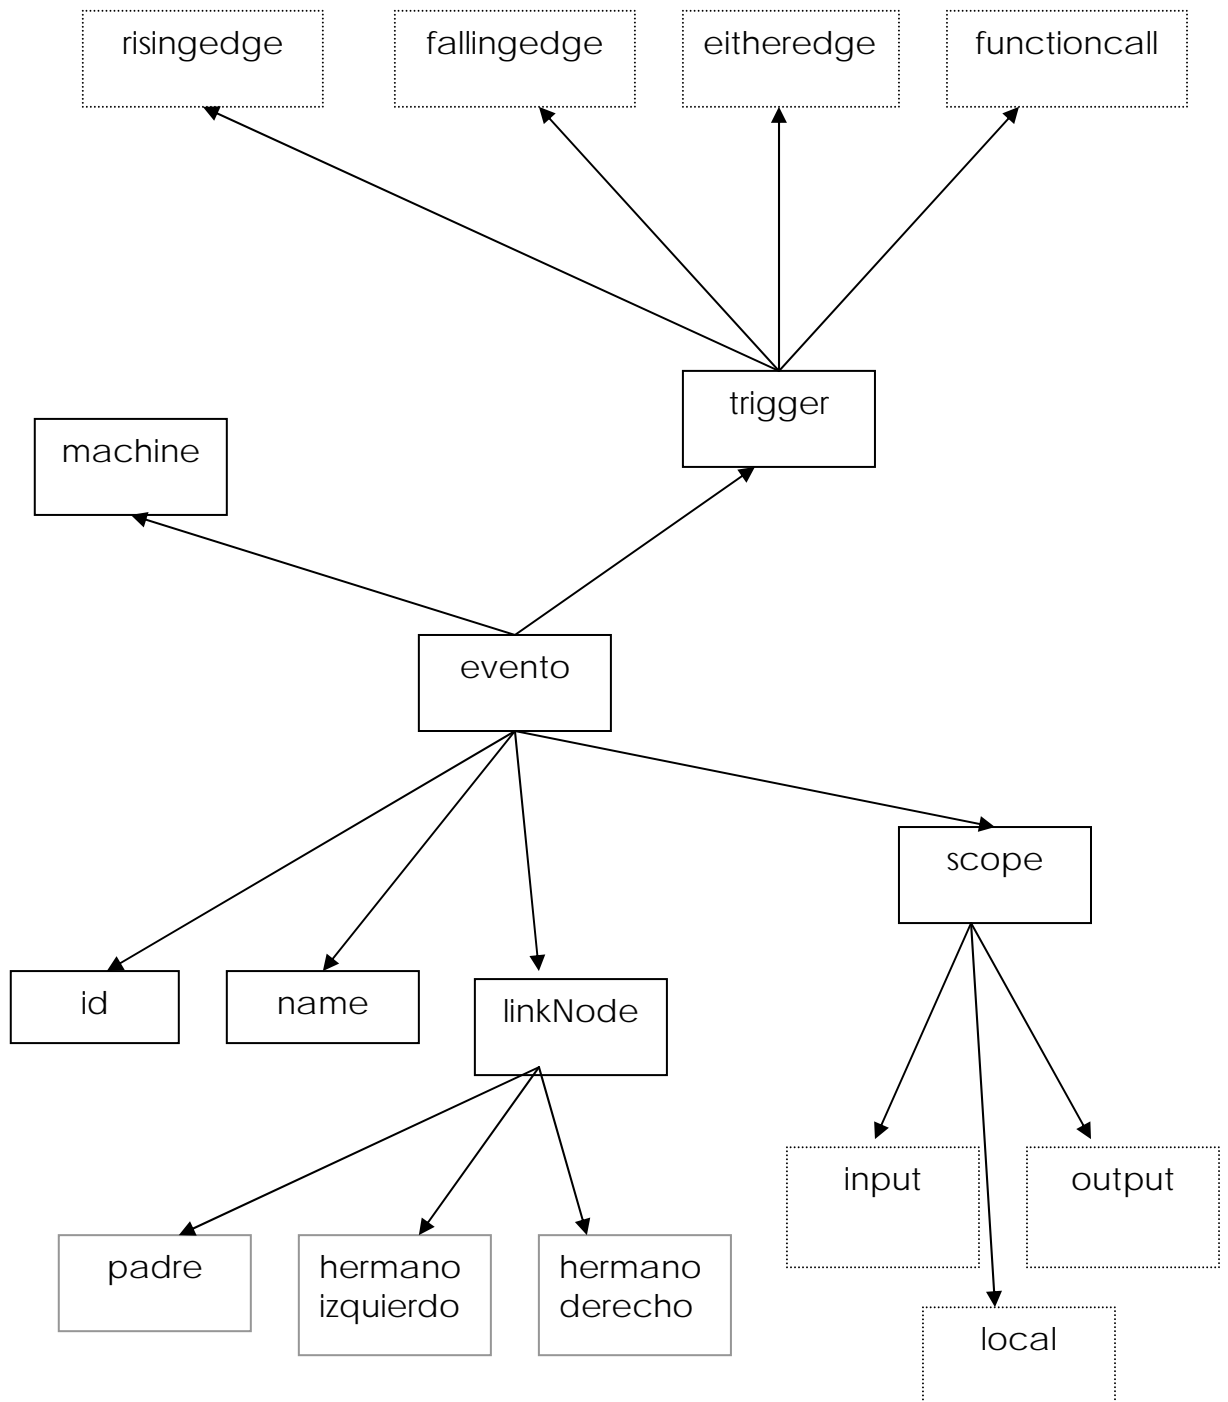 risingedge
fallingedge
eitheredge
functioncall
trigger
machine
evento
scope
id
name
linkNode
input
output
padre
hermano
izquierdo
hermano
derecho
local